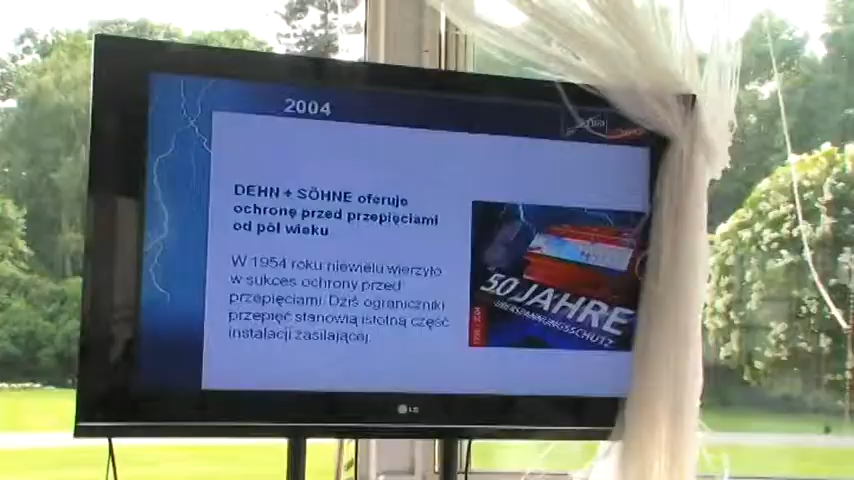 2004
DEHN + SÖHNE oferuje
ochronę przed przepięciami
od pół wieku
W 1954 roku niewielu wierzyło
w sukces ochrony przed
przepięciami. Dziś ograniczniki
przepięć stanowią istotną część
instalacji zasilającej.
50 JAHRE
ÜBERSPANNUNGSSCHUTZ
LG